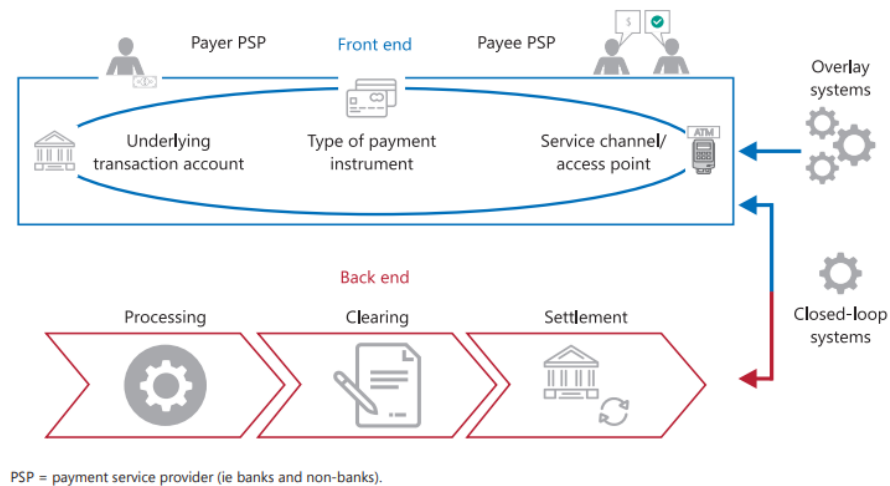 Payer PSP
Front end
Payee PSP
$
Overlay
systems
Underlying
transaction account
Type of payment
instrument
Service channel/
access point
ATM
Back end
Processing
Clearing
Settlement
Closed-loop
systems
PSP = payment service provider (ie banks and non-banks).